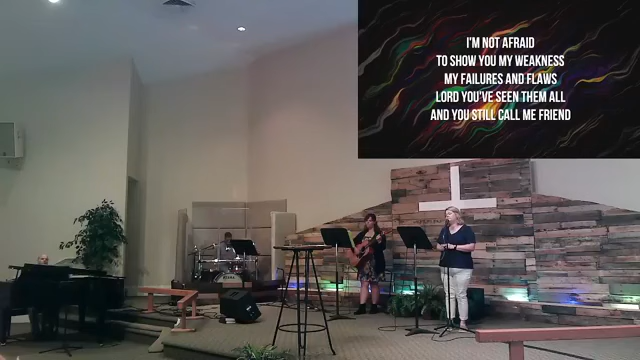 I'M NOT AFRAID
TO SHOW YOU MY WEAKNESS
MY FAILURES AND FLAWS
LORD YOU'VE SEEN THEM ALL
AND YOU STILL CALL ME FRIEND